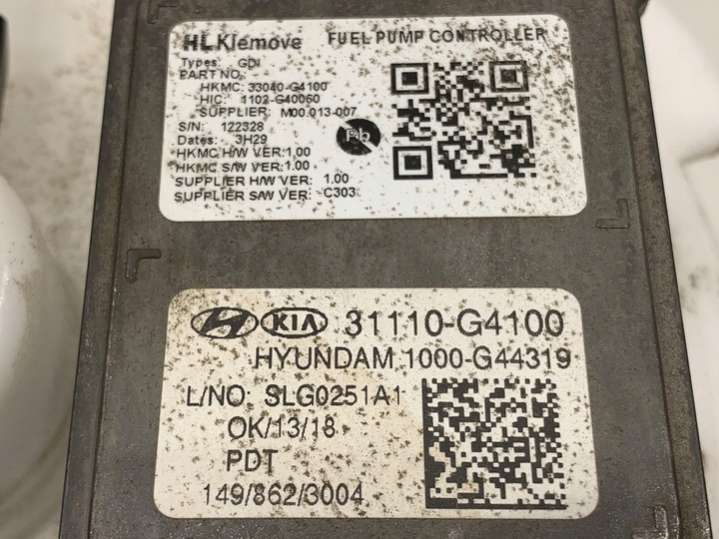 HLKlemove FUEL PUMP CONTROLLER
Types: GDI
PART NO.
HKMC: 33040-G4100
HIC: 1102-G40060
SUPPLIER: M00.013-007
S/N: 122328
Dates: 3H29
HKMC H/W VER: 1.00
HKMC S/W VER: 1.00
SUPPLIER H/W VER: 1.00
SUPPLIER S/W VER: C303
Pb
KIA 31110-G4100
HYUNDAM 1000-G44319
L/NO: SLG0251A1
OK/13/18
PDT
149/862/3004